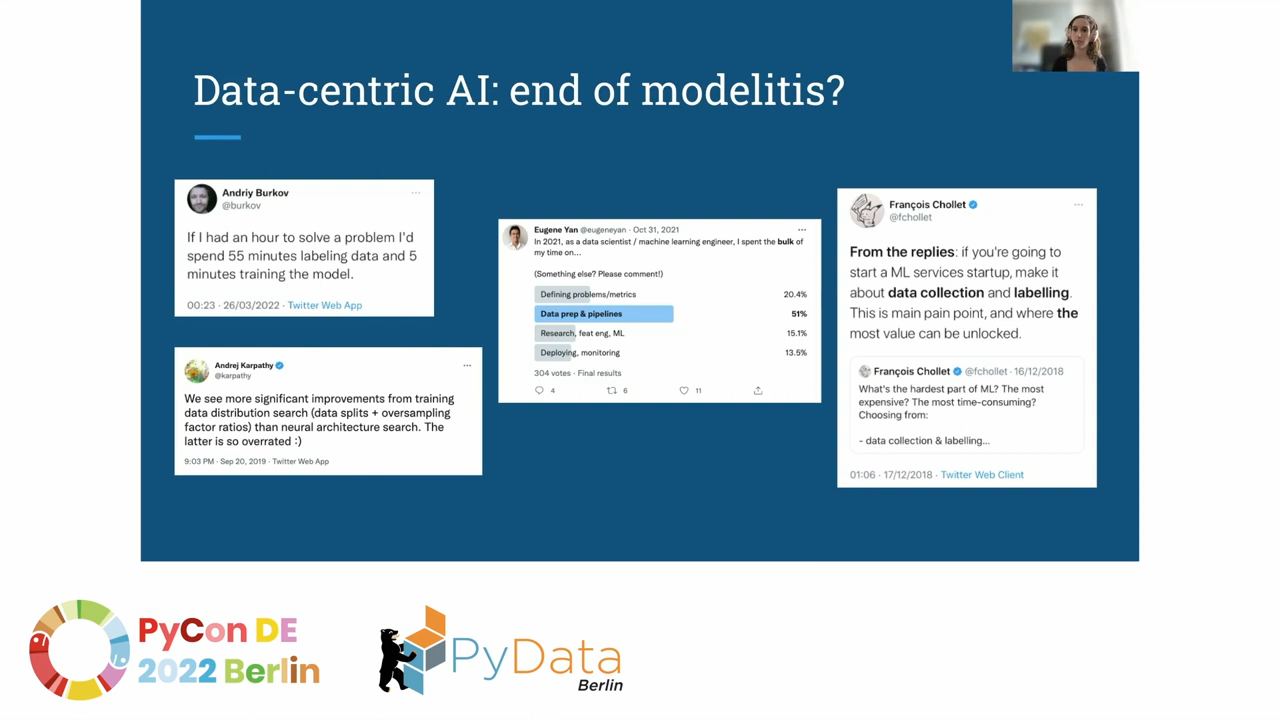 Data-centric AI: end of modelitis?
Andriy Burkov
@burkov
If I had an hour to solve a problem I'd
spend 55 minutes labeling data and 5
minutes training the model.
00:23 · 26/03/2022 · Twitter Web App
Andrej Karpathy
@karpathy
We see more significant improvements from training
data distribution search (data splits + oversampling
factor ratios) than neural architecture search. The
latter is so overrated :)
9:03 PM · Sep 20, 2019 · Twitter Web App
Eugene Yan @eugeneyan · Oct 31, 2021
In 2021, as a data scientist / machine learning engineer, I spent the bulk of
my time on...
(Something else? Please comment!)
Defining problems/metrics 20.4%
Data prep & pipelines 51%
Research, feat eng, ML 15.1%
Deploying, monitoring 13.5%
304 votes · Final results
4 6 11
François Chollet
@fchollet
From the replies: if you're going to
start a ML services startup, make it
about data collection and labelling.
This is main pain point, and where the
most value can be unlocked.
François Chollet @fchollet · 16/12/2018
What's the hardest part of ML? The most
expensive? The most time-consuming?
Choosing from:
- data collection & labelling...
01:06 · 17/12/2018 · Twitter Web Client
PyCon DE
2022 Berlin
PyData
Berlin